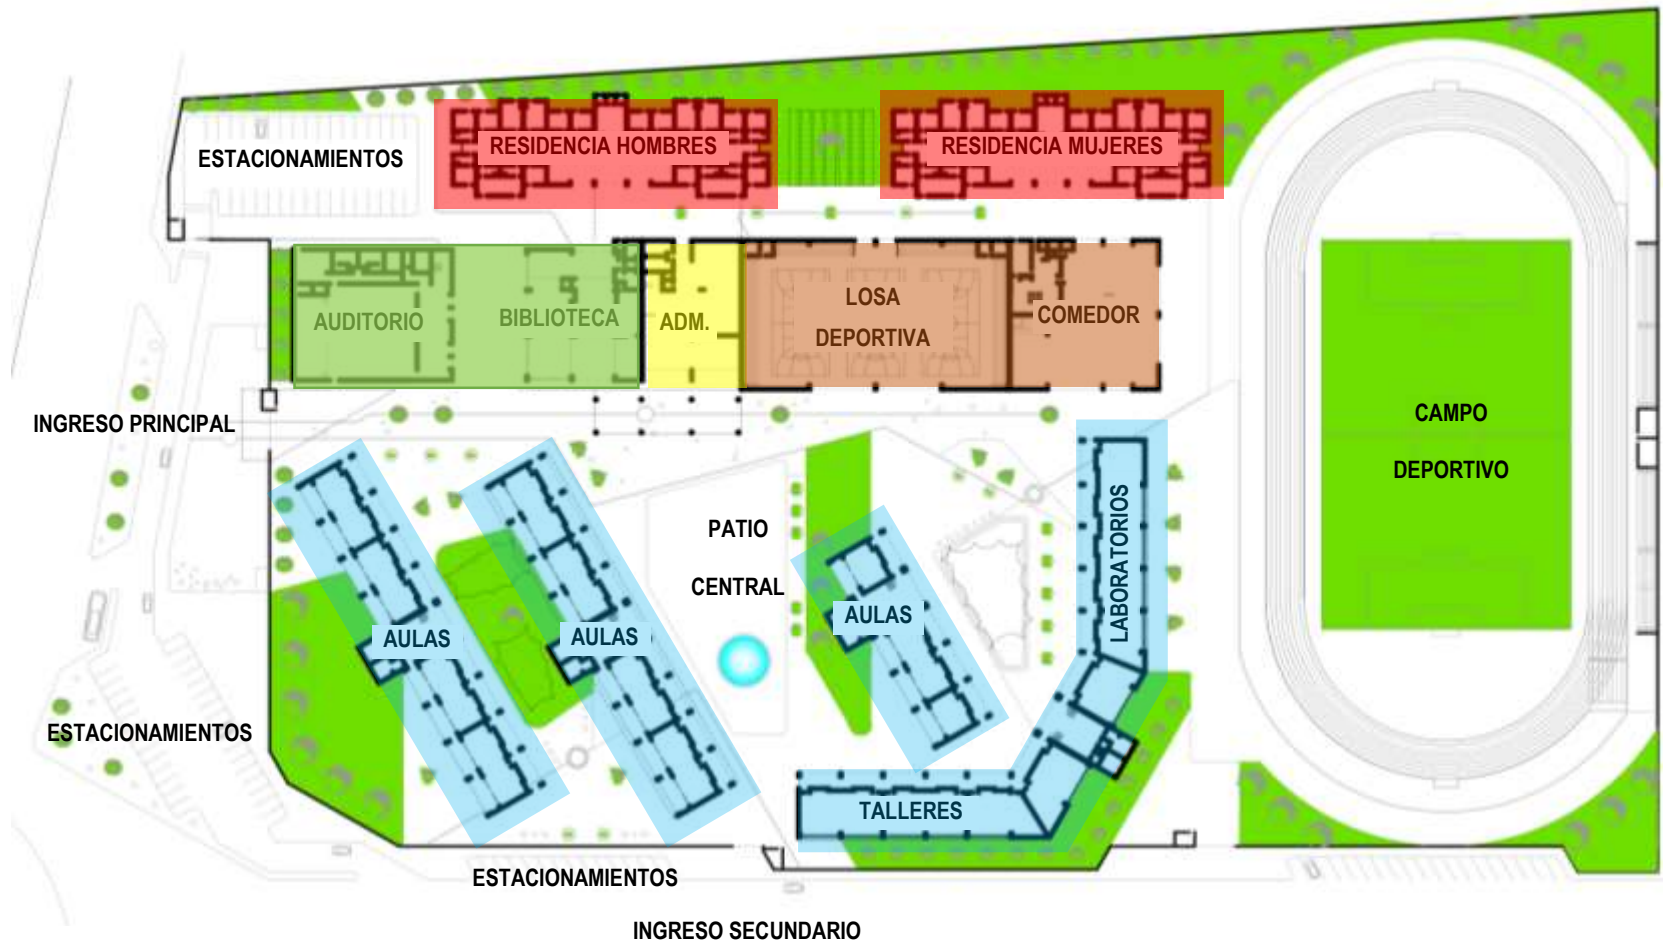 RESIDENCIA HOMBRES
RESIDENCIA MUJERES
ESTACIONAMIENTOS
AUDITORIO
BIBLIOTECA
ADM.
LOSA
DEPORTIVA
COMEDOR
INGRESO PRINCIPAL
CAMPO
DEPORTIVO
PATIO
CENTRAL
LABORATORIOS
AULAS
AULAS
AULAS
ESTACIONAMIENTOS
TALLERES
ESTACIONAMIENTOS
INGRESO SECUNDARIO